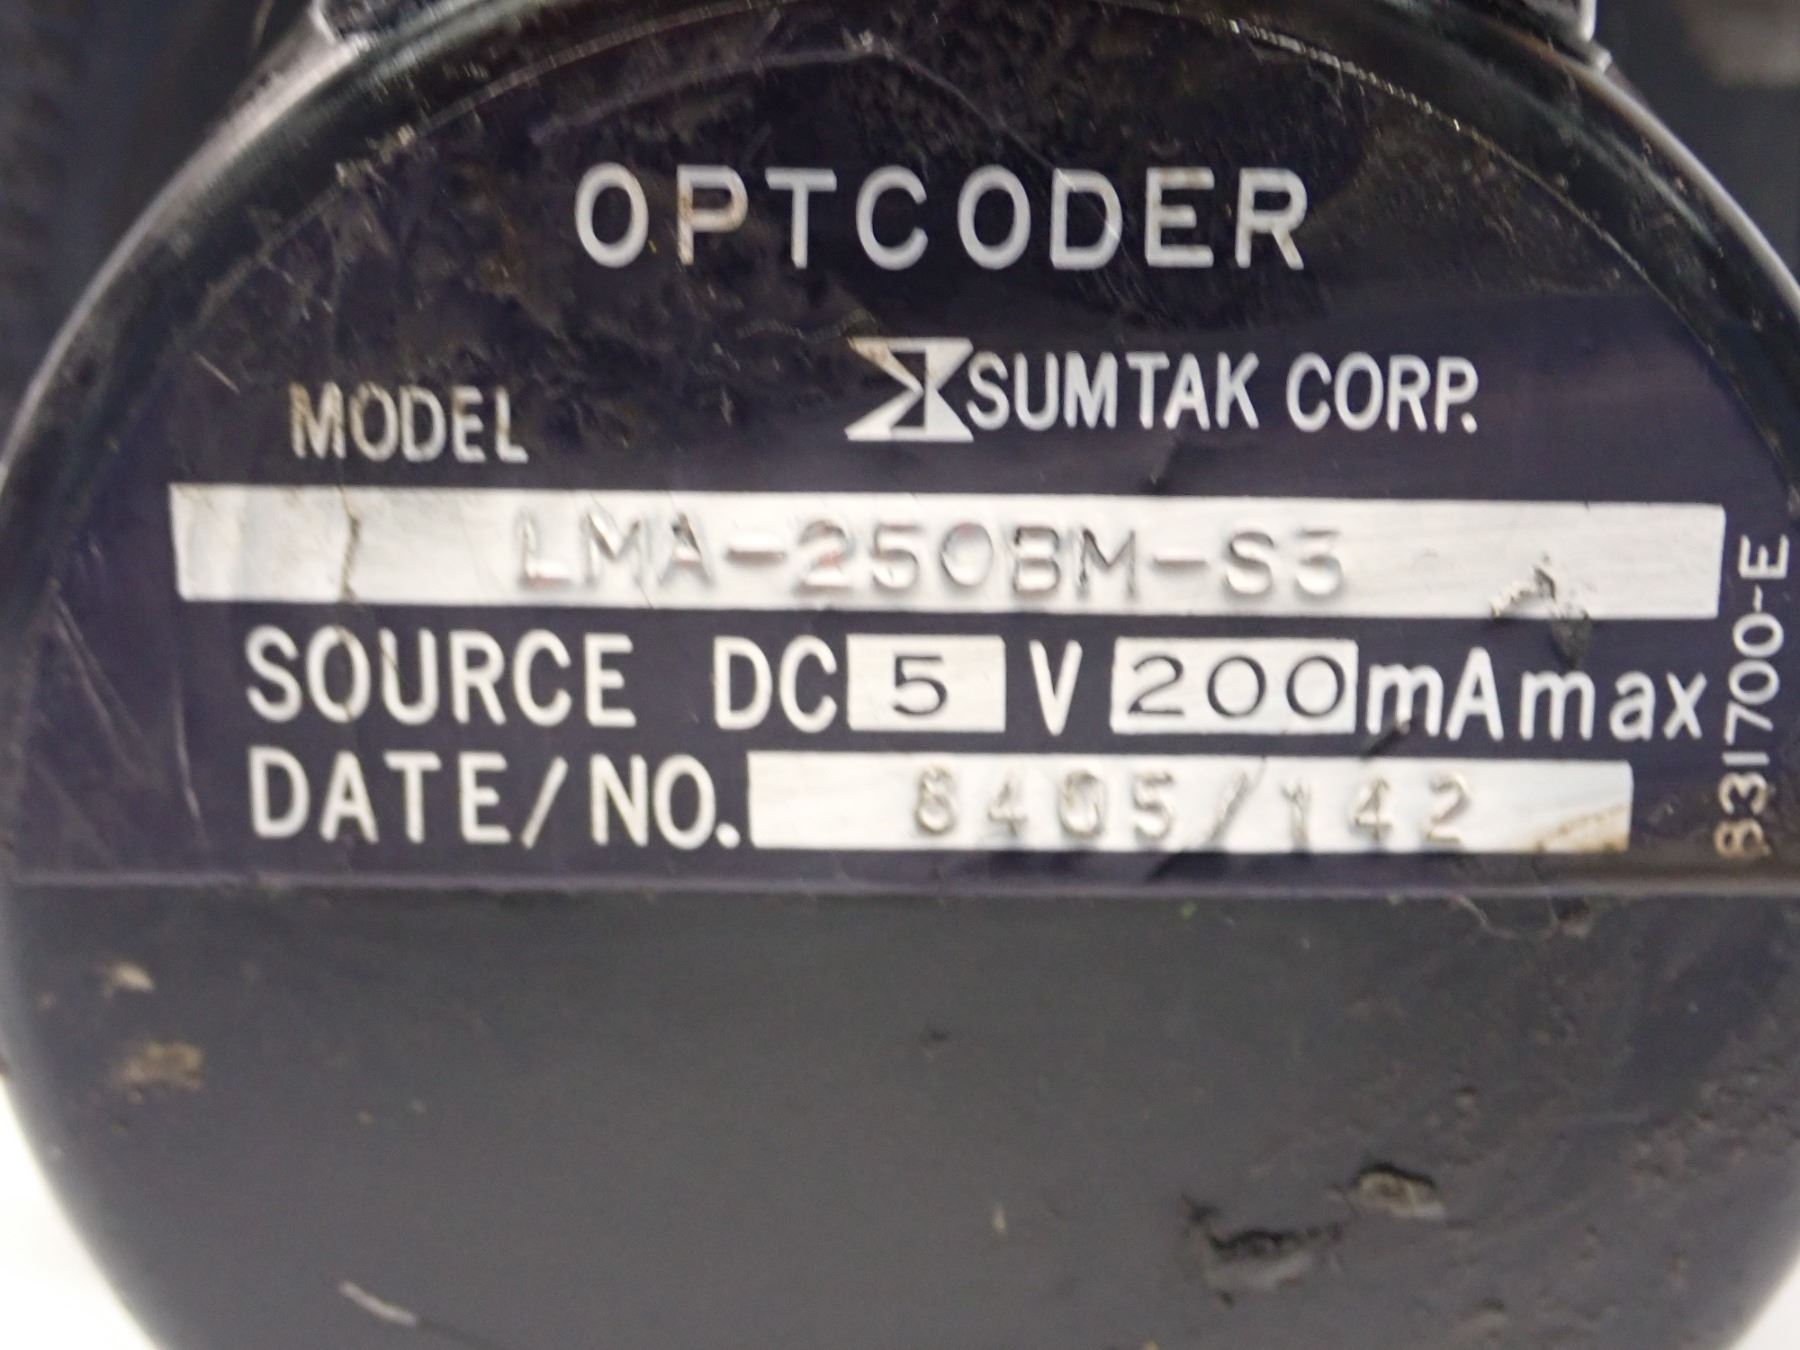 OPTCODER
SUMTAK CORP.
MODEL
LMA-250BM-S3
SOURCE DC 5 V 200 mAmax
DATE/NO. 8405/142
831700-E